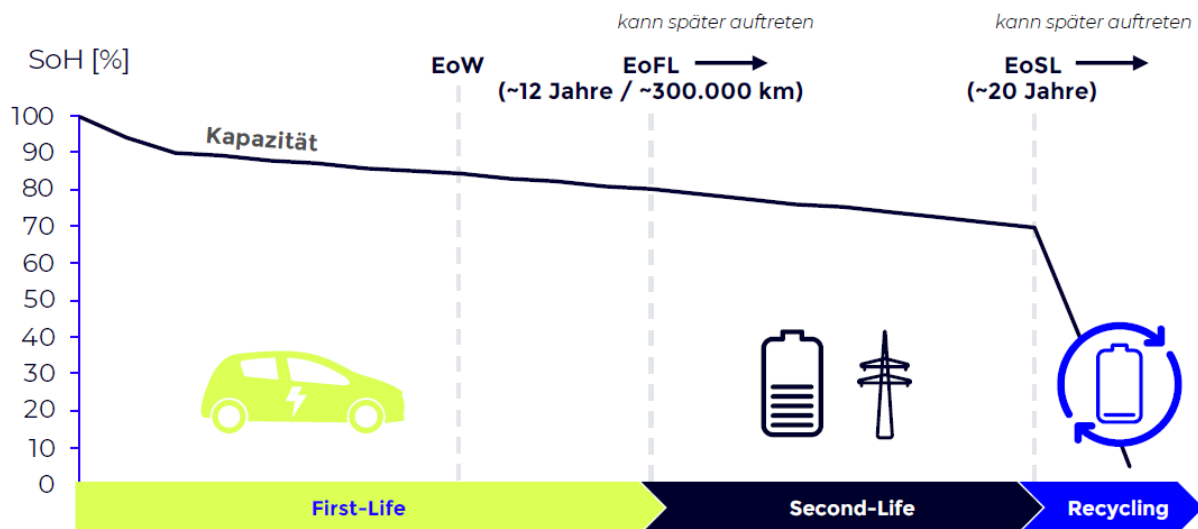 kann später auftreten
kann später auftreten
SoH [%]
EoW
EoFL
EoSL
(~12 Jahre / ~300.000 km)
(~20 Jahre)
100
Kapazität
90
80
70
60
50
40
30
20
10
0
First-Life
Second-Life
Recycling